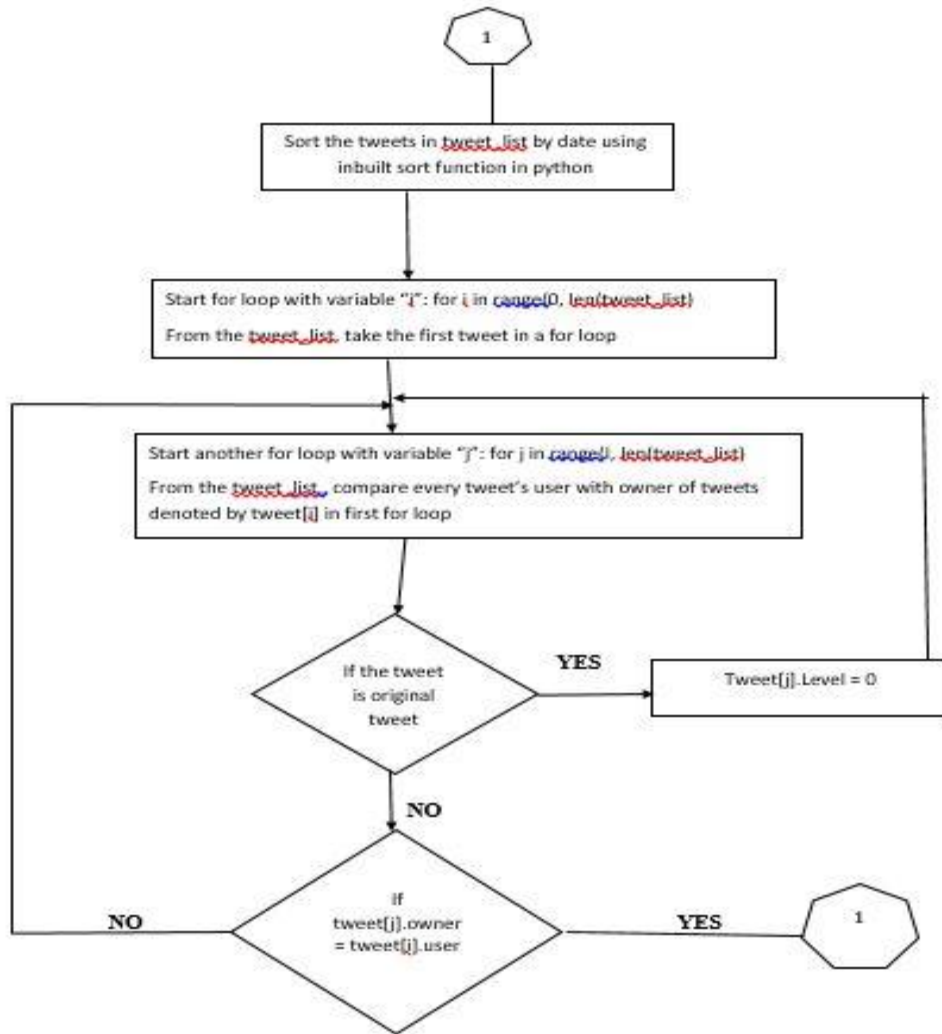 1
Sort the tweets in tweet_list by date using
inbuilt sort function in python
Start for loop with variable “i”: for i in range(0, len(tweet_list)
From the tweet_list, take the first tweet in a for loop
Start another for loop with variable “j”: for j in range(i, len(tweet_list)
From the tweet_list , compare every tweet’s user with owner of tweets
denoted by tweet[i] in first for loop
If the tweet
is original
tweet
YES
Tweet[j].Level = 0
NO
If
tweet[j].owner
= tweet[i].user
NO
YES
1